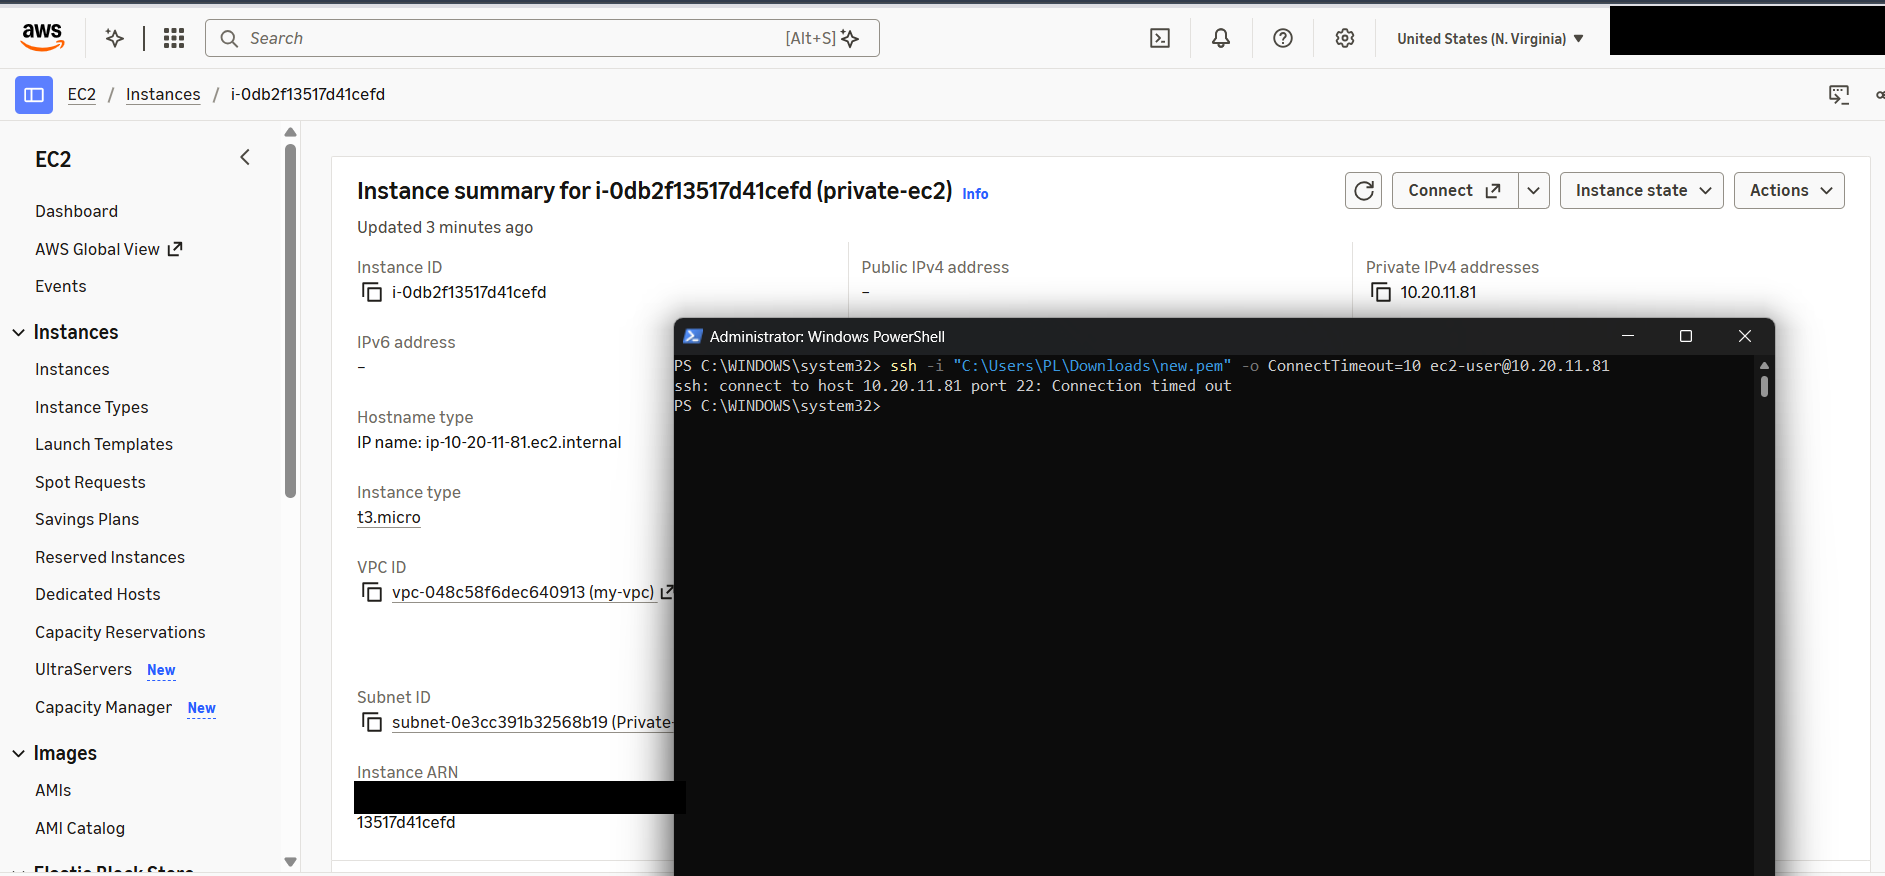 aws
Search [Alt+S]
United States (N. Virginia)
EC2 / Instances / i-0db2f13517d41cefd
EC2
Dashboard
AWS Global View
Events
Instances
Instances
Instance Types
Launch Templates
Spot Requests
Savings Plans
Reserved Instances
Dedicated Hosts
Capacity Reservations
UltraServers New
Capacity Manager New
Images
AMIs
AMI Catalog
Elastic Block Store
Instance summary for i-0db2f13517d41cefd (private-ec2) Info
Updated 3 minutes ago
Connect
Instance state
Actions
Instance ID
i-0db2f13517d41cefd
Public IPv4 address
–
Private IPv4 addresses
10.20.11.81
IPv6 address
–
Hostname type
IP name: ip-10-20-11-81.ec2.internal
Instance type
t3.micro
VPC ID
vpc-048c58f6dec640913 (my-vpc)
Subnet ID
subnet-0e3cc391b32568b19 (Private-
Instance ARN
13517d41cefd
Administrator: Windows PowerShell
PS C:\WINDOWS\system32> ssh -i "C:\Users\PL\Downloads\new.pem" -o ConnectTimeout=10 ec2-user@10.20.11.81
ssh: connect to host 10.20.11.81 port 22: Connection timed out
PS C:\WINDOWS\system32>